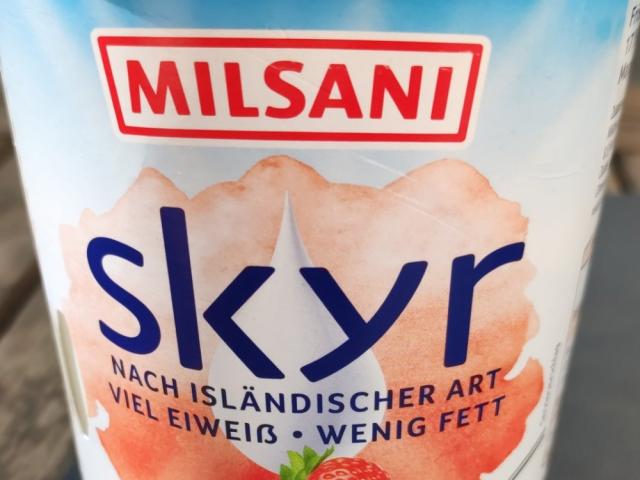 MILSANI
skyr
NACH ISLÄNDISCHER ART
VIEL EIWEIß • WENIG FETT